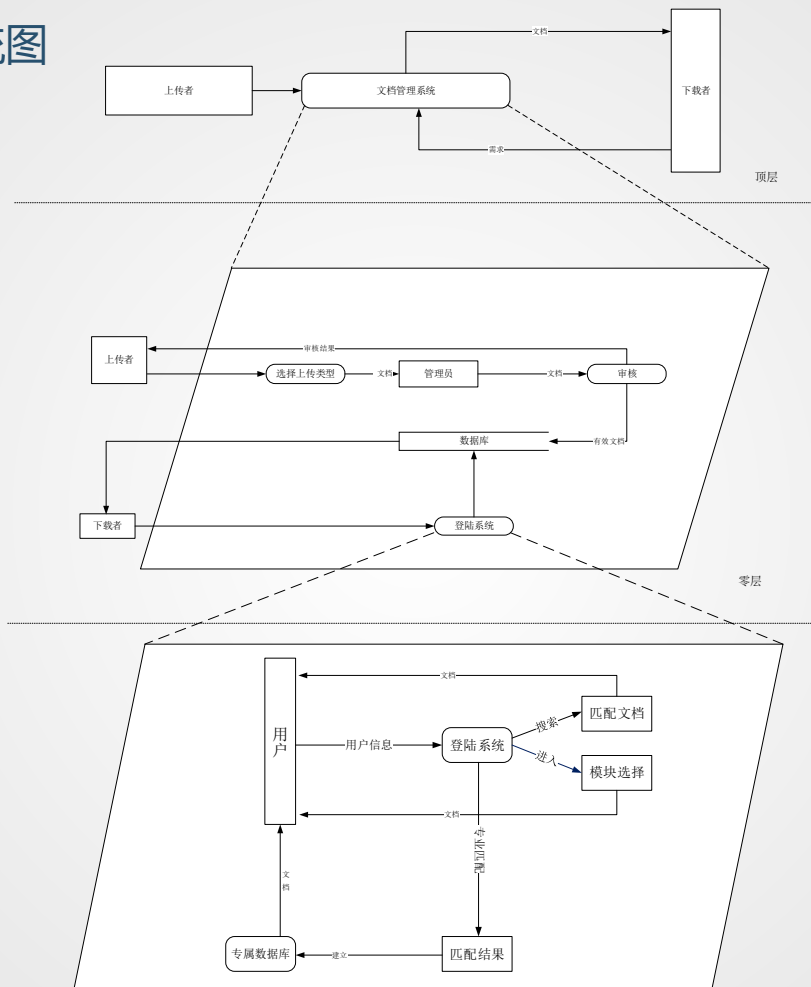 流图
文档
上传者
文档管理系统
下载者
需求
顶层
审核结果
上传者
选择上传类型
文档
管理员
文档
审核
数据库
有效文档
下载者
登陆系统
零层
文档
用户
用户信息
登陆系统
搜索
匹配文档
进入
模块选择
文档
专业匹配
文档
专属数据库
建立
匹配结果